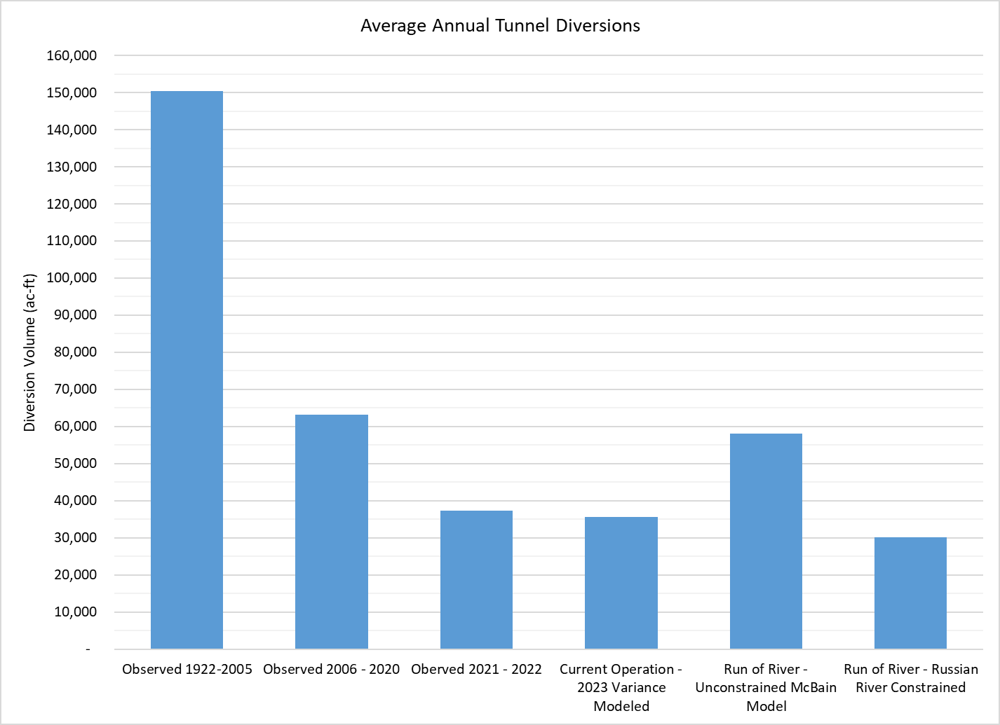 Average Annual Tunnel Diversions
160,000
150,000
140,000
130,000
120,000
110,000
100,000
90,000
80,000
70,000
60,000
50,000
40,000
30,000
20,000
10,000
-
Diversion Volume (ac-ft)
Observed 1922-2005
Observed 2006 - 2020
Oberved 2021 - 2022
Current Operation -
2023 Variance
Modeled
Run of River -
Unconstrained McBain
Model
Run of River - Russian
River Constrained